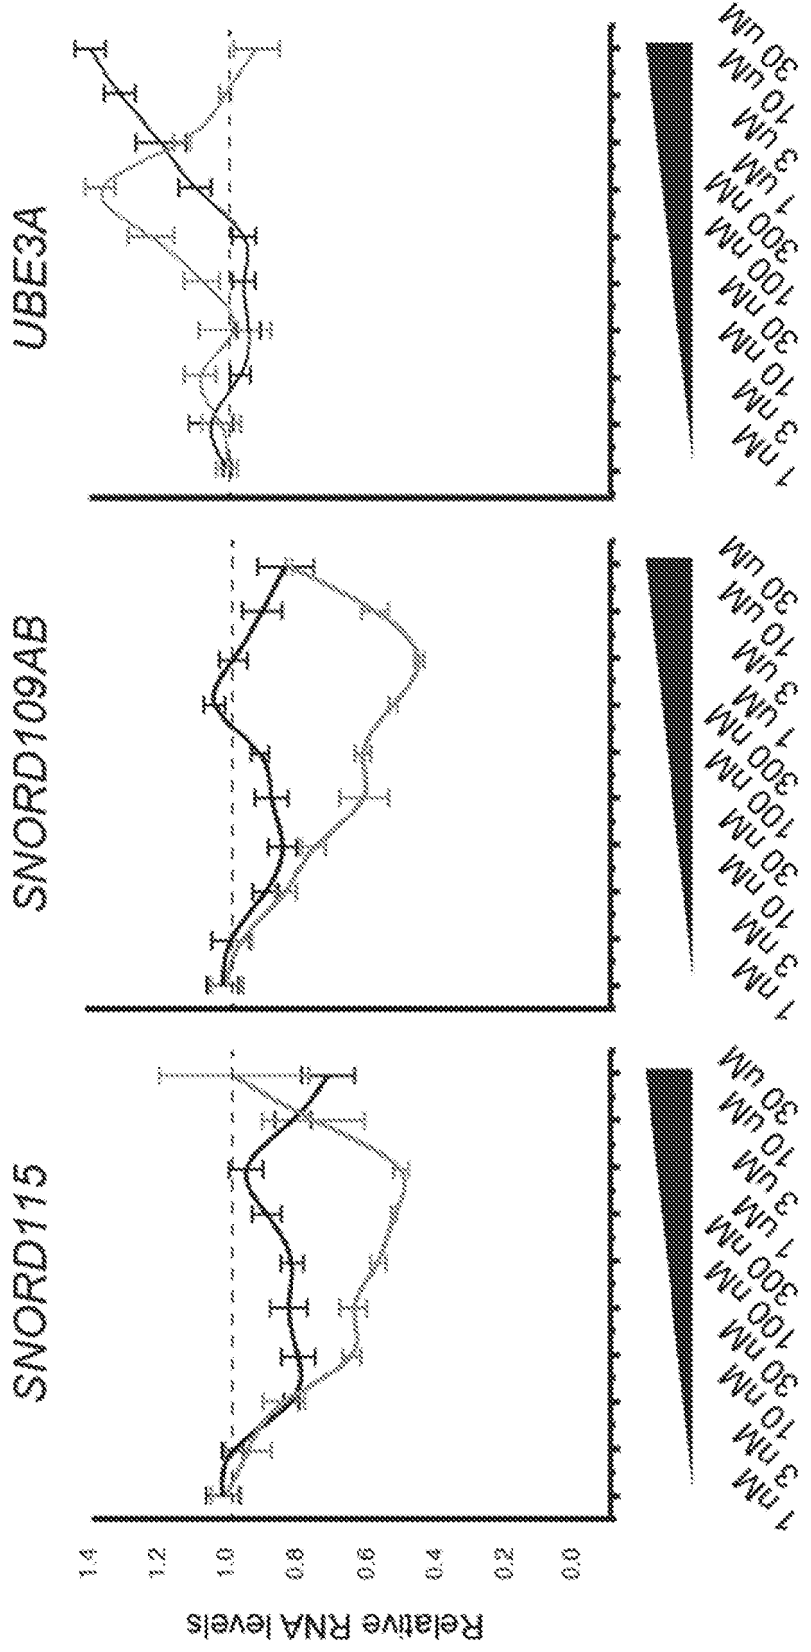 SNORD115
SNORD109AB
UBE3A
Relative RNA levels
1.4
1.2
1.0
0.8
0.6
0.4
0.2
0.0
1 nM
3 nM
10 nM
30 nM
100 nM
300 nM
1 uM
3 uM
10 uM
30 uM
1 nM
3 nM
10 nM
30 nM
100 nM
300 nM
1 uM
3 uM
10 uM
30 uM
1 nM
3 nM
10 nM
30 nM
100 nM
300 nM
1 uM
3 uM
10 uM
30 uM